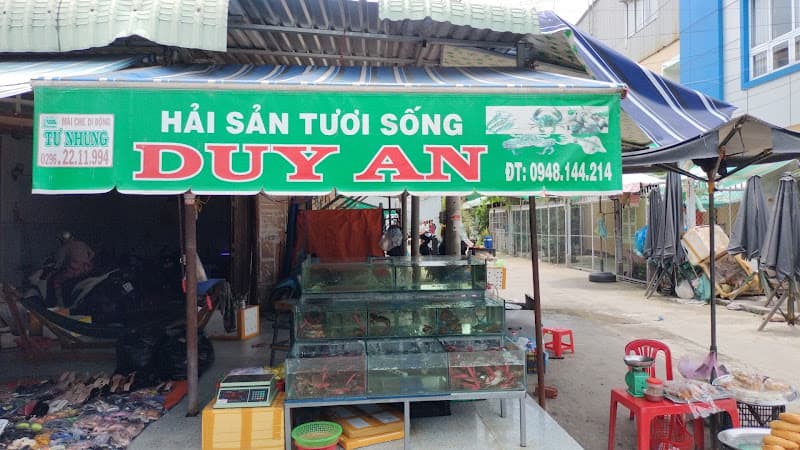 MÁI CHE DI ĐỘNG
TƯ NHUNG
0296.22.11.994
HẢI SẢN TƯƠI SỐNG
DUY AN
ĐT: 0948.144.214